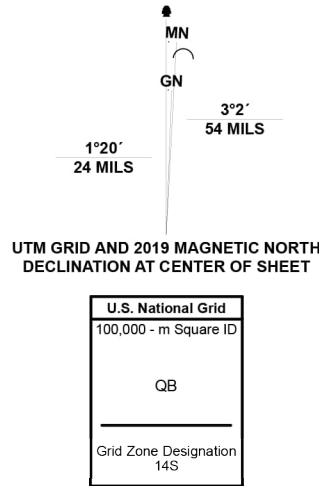 MN
GN
3°2´
54 MILS
1°20´
24 MILS
UTM GRID AND 2019 MAGNETIC NORTH
DECLINATION AT CENTER OF SHEET
U.S. National Grid
100,000 - m Square ID
QB
Grid Zone Designation
14S